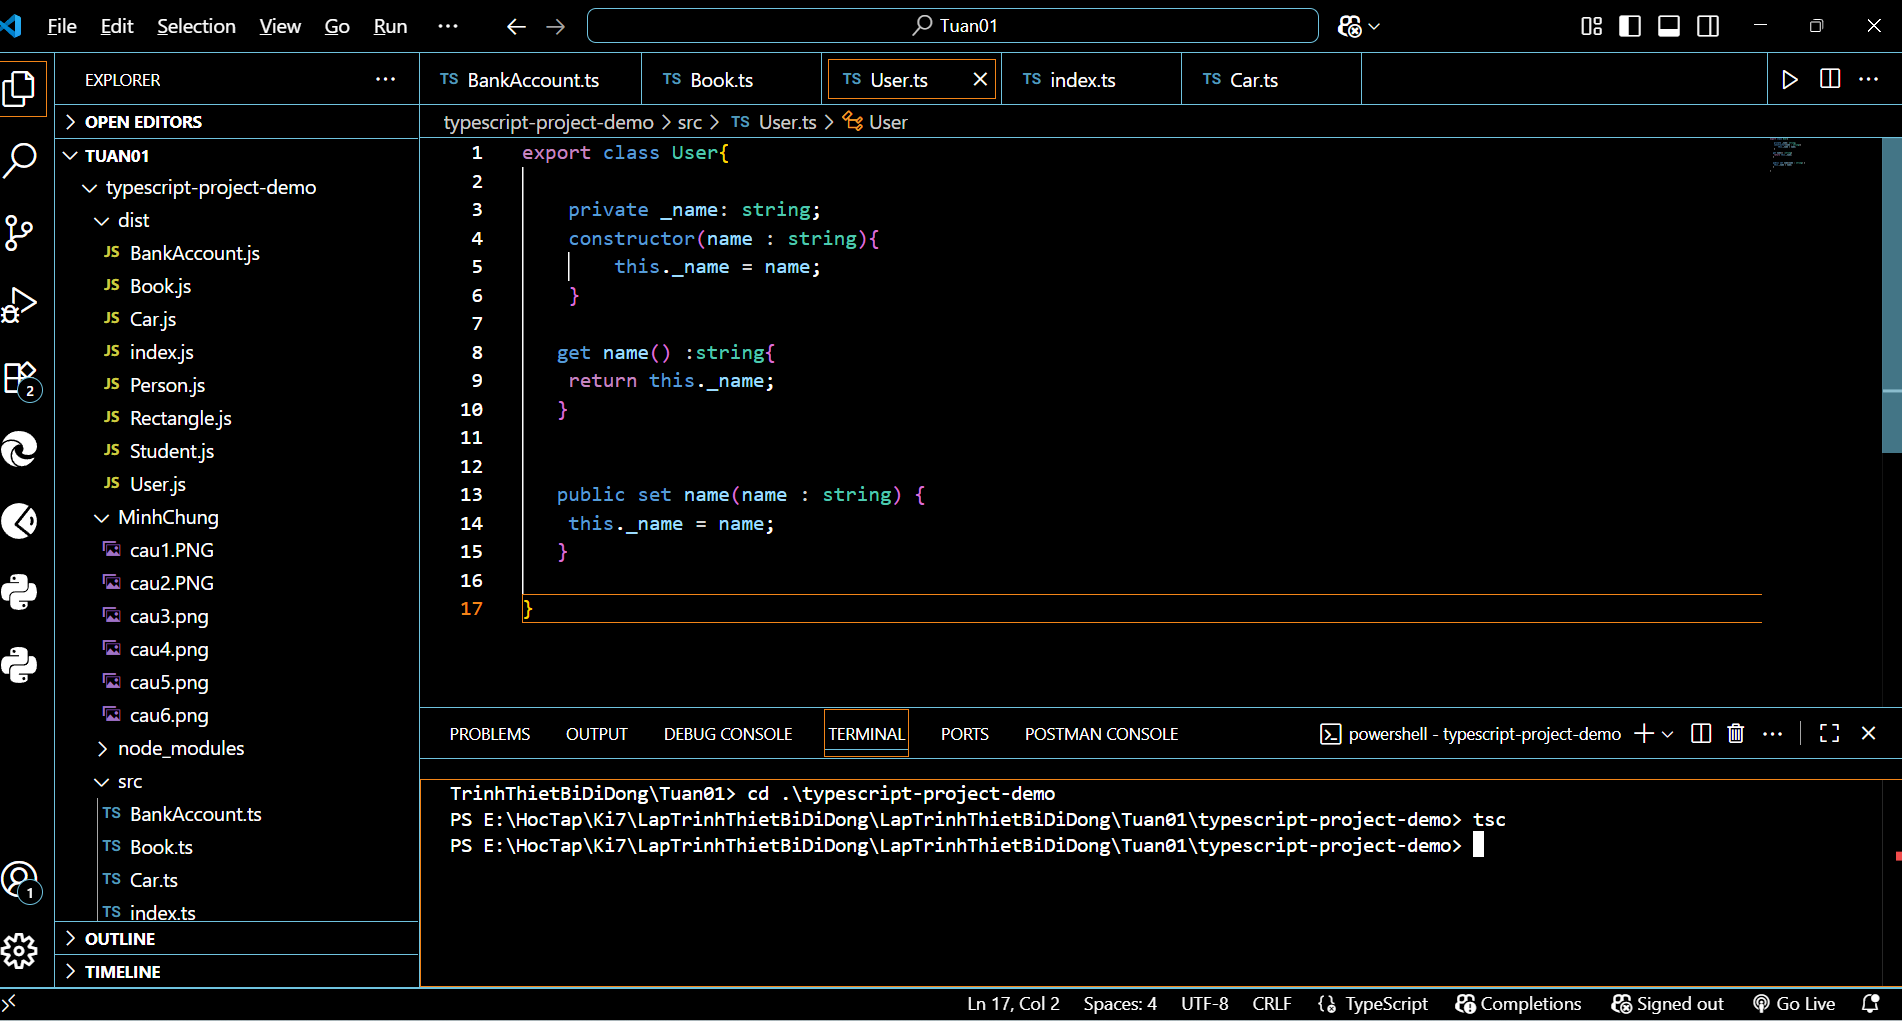 File Edit Selection View Go Run ··· Tuan01
EXPLORER ···
OPEN EDITORS
TUAN01
typescript-project-demo
dist
JS BankAccount.js
JS Book.js
JS Car.js
JS index.js
JS Person.js
JS Rectangle.js
JS Student.js
JS User.js
MinhChung
cau1.PNG
cau2.PNG
cau3.png
cau4.png
cau5.png
cau6.png
node_modules
src
TS BankAccount.ts
TS Book.ts
TS Car.ts
TS index.ts
OUTLINE
TIMELINE
2
1
TS BankAccount.ts TS Book.ts TS User.ts TS index.ts TS Car.ts
typescript-project-demo > src > TS User.ts > User
1 export class User{
2
3 private _name: string;
4 constructor(name : string){
5 this._name = name;
6 }
7
8 get name() :string{
9 return this._name;
10 }
11
12
13 public set name(name : string) {
14 this._name = name;
15 }
16
17 }
PROBLEMS OUTPUT DEBUG CONSOLE TERMINAL PORTS POSTMAN CONSOLE powershell - typescript-project-demo
TrinhThietBiDiDong\Tuan01> cd .\typescript-project-demo
PS E:\HocTap\Ki7\LapTrinhThietBiDiDong\LapTrinhThietBiDiDong\Tuan01\typescript-project-demo> tsc
PS E:\HocTap\Ki7\LapTrinhThietBiDiDong\LapTrinhThietBiDiDong\Tuan01\typescript-project-demo>
Ln 17, Col 2 Spaces: 4 UTF-8 CRLF TypeScript Completions Signed out Go Live